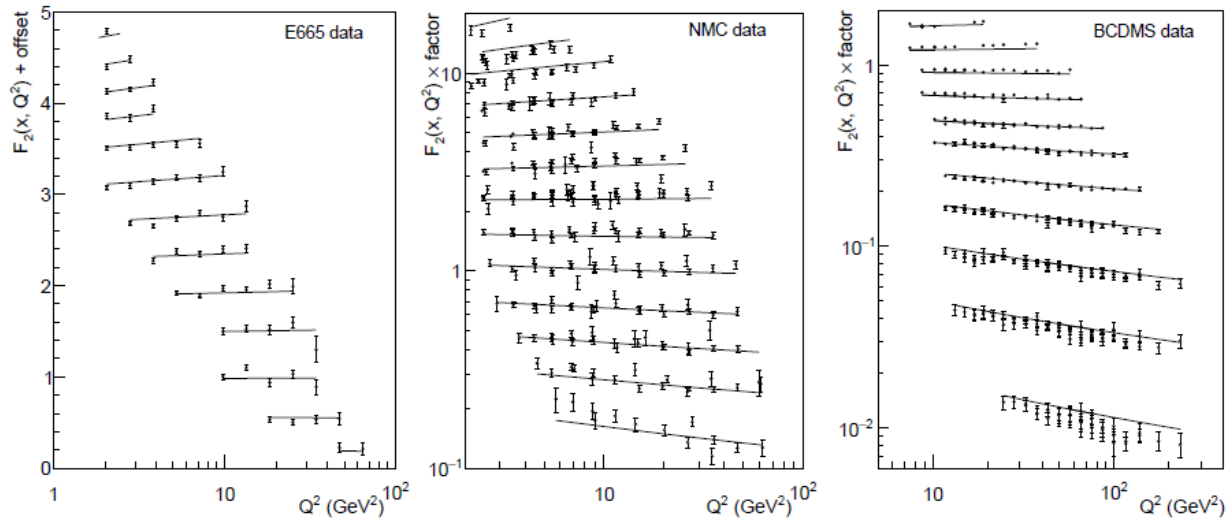 E665 data
F₂(x, Q²) + offset
5
4
3
2
1
0
1
10
10²
Q² (GeV²)
NMC data
F₂(x, Q²) × factor
10
1
10⁻¹
10
10²
Q² (GeV²)
BCDMS data
F₂(x, Q²) × factor
1
10⁻¹
10⁻²
10
10²
Q² (GeV²)